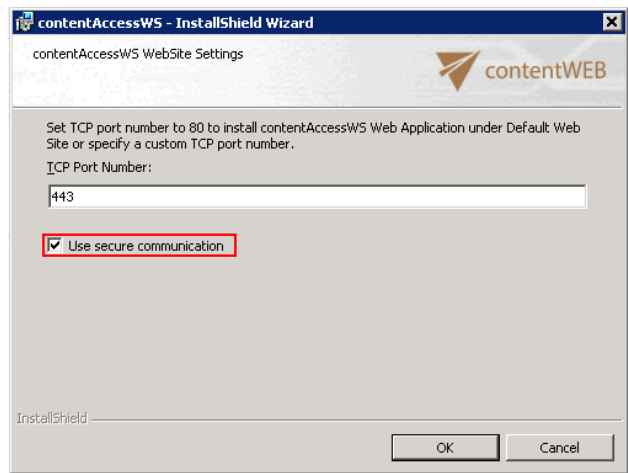 contentAccessWS - InstallShield Wizard
contentAccessWS WebSite Settings
contentWEB
Set TCP port number to 80 to install contentAccessWS Web Application under Default Web
Site or specify a custom TCP port number.
TCP Port Number:
443
Use secure communication
InstallShield
OK
Cancel